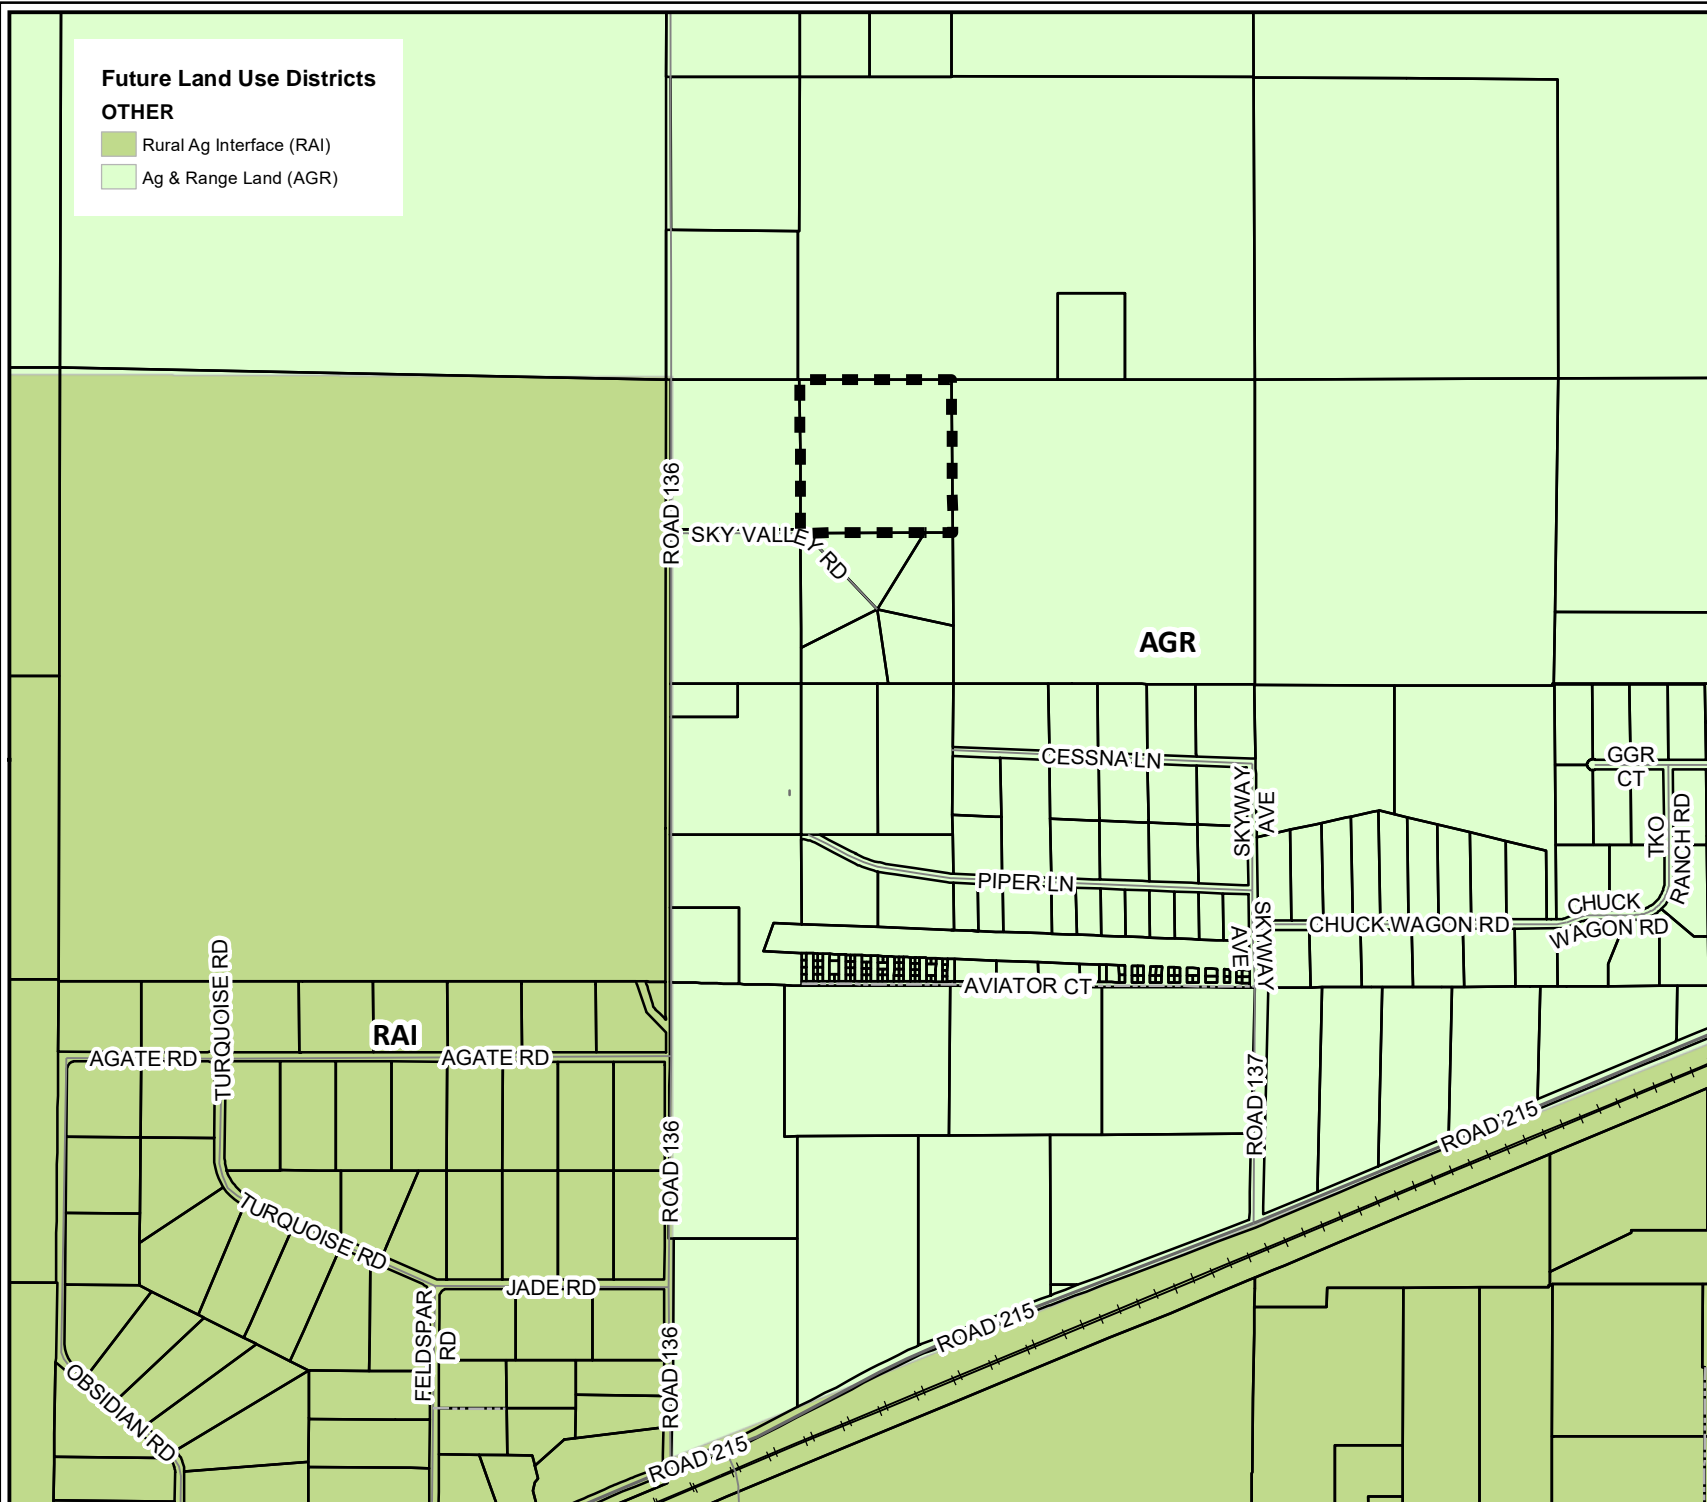 Future Land Use Districts
OTHER
Rural Ag Interface (RAI)
Ag & Range Land (AGR)
ROAD 136
SKY VALLEY RD
AGR
CESSNA LN
SKYWAY
AVE
GGR
CT
TKO
RANCH RD
PIPER LN
CHUCK WAGON RD
CHUCK
WAGON RD
SKYWAY
AVE
AVIATOR CT
TURQUOISE RD
RAI
AGATE RD
AGATE RD
ROAD 137
ROAD 215
ROAD 136
TURQUOISE RD
JADE RD
FELDSPAR
RD
ROAD 215
ROAD 136
OBSIDIAN RD
ROAD 215